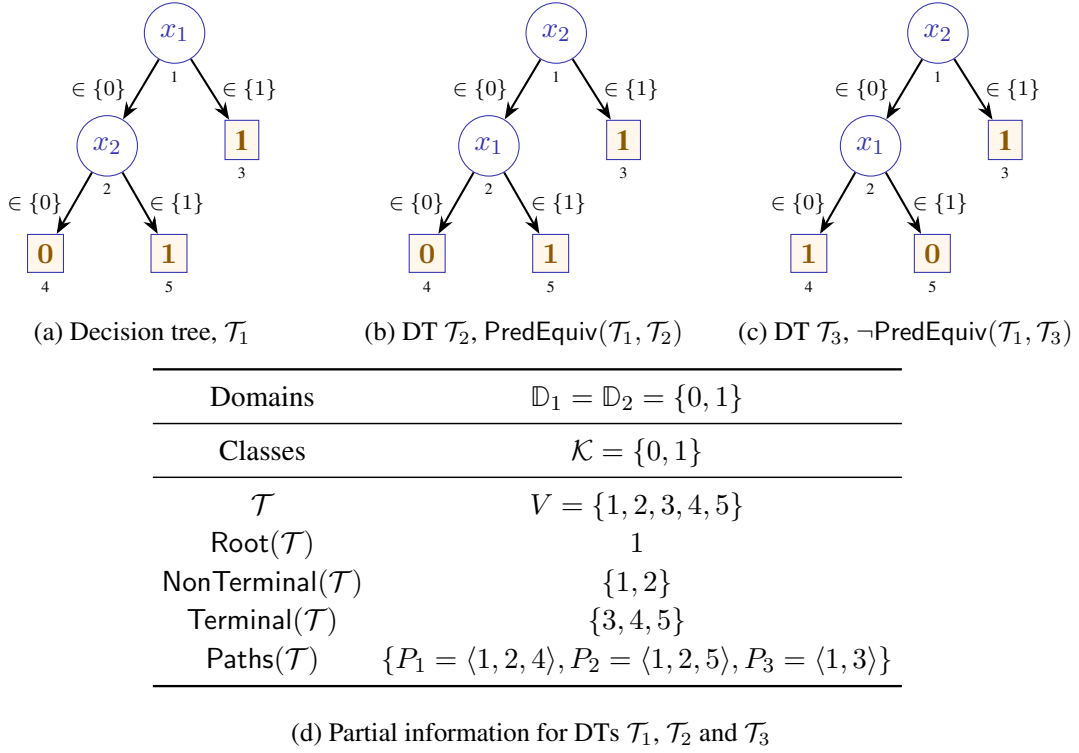 x₁ x₂ x₂
1 1 1
∈ {0} ∈ {1} ∈ {0} ∈ {1} ∈ {0} ∈ {1}
x₂ 1 x₁ 1 x₁ 1
2 3 2 3 2 3
∈ {0} ∈ {1} ∈ {0} ∈ {1} ∈ {0} ∈ {1}
0 1 0 1 1 0
4 5 4 5 4 5
(a) Decision tree, 𝒯₁ (b) DT 𝒯₂, PredEquiv(𝒯₁, 𝒯₂) (c) DT 𝒯₃, ¬PredEquiv(𝒯₁, 𝒯₃)
Domains 𝔻₁ = 𝔻₂ = {0, 1}
Classes 𝒦 = {0, 1}
𝒯 V = {1, 2, 3, 4, 5}
Root(𝒯) 1
NonTerminal(𝒯) {1, 2}
Terminal(𝒯) {3, 4, 5}
Paths(𝒯) {P₁ = ⟨1, 2, 4⟩, P₂ = ⟨1, 2, 5⟩, P₃ = ⟨1, 3⟩}
(d) Partial information for DTs 𝒯₁, 𝒯₂ and 𝒯₃